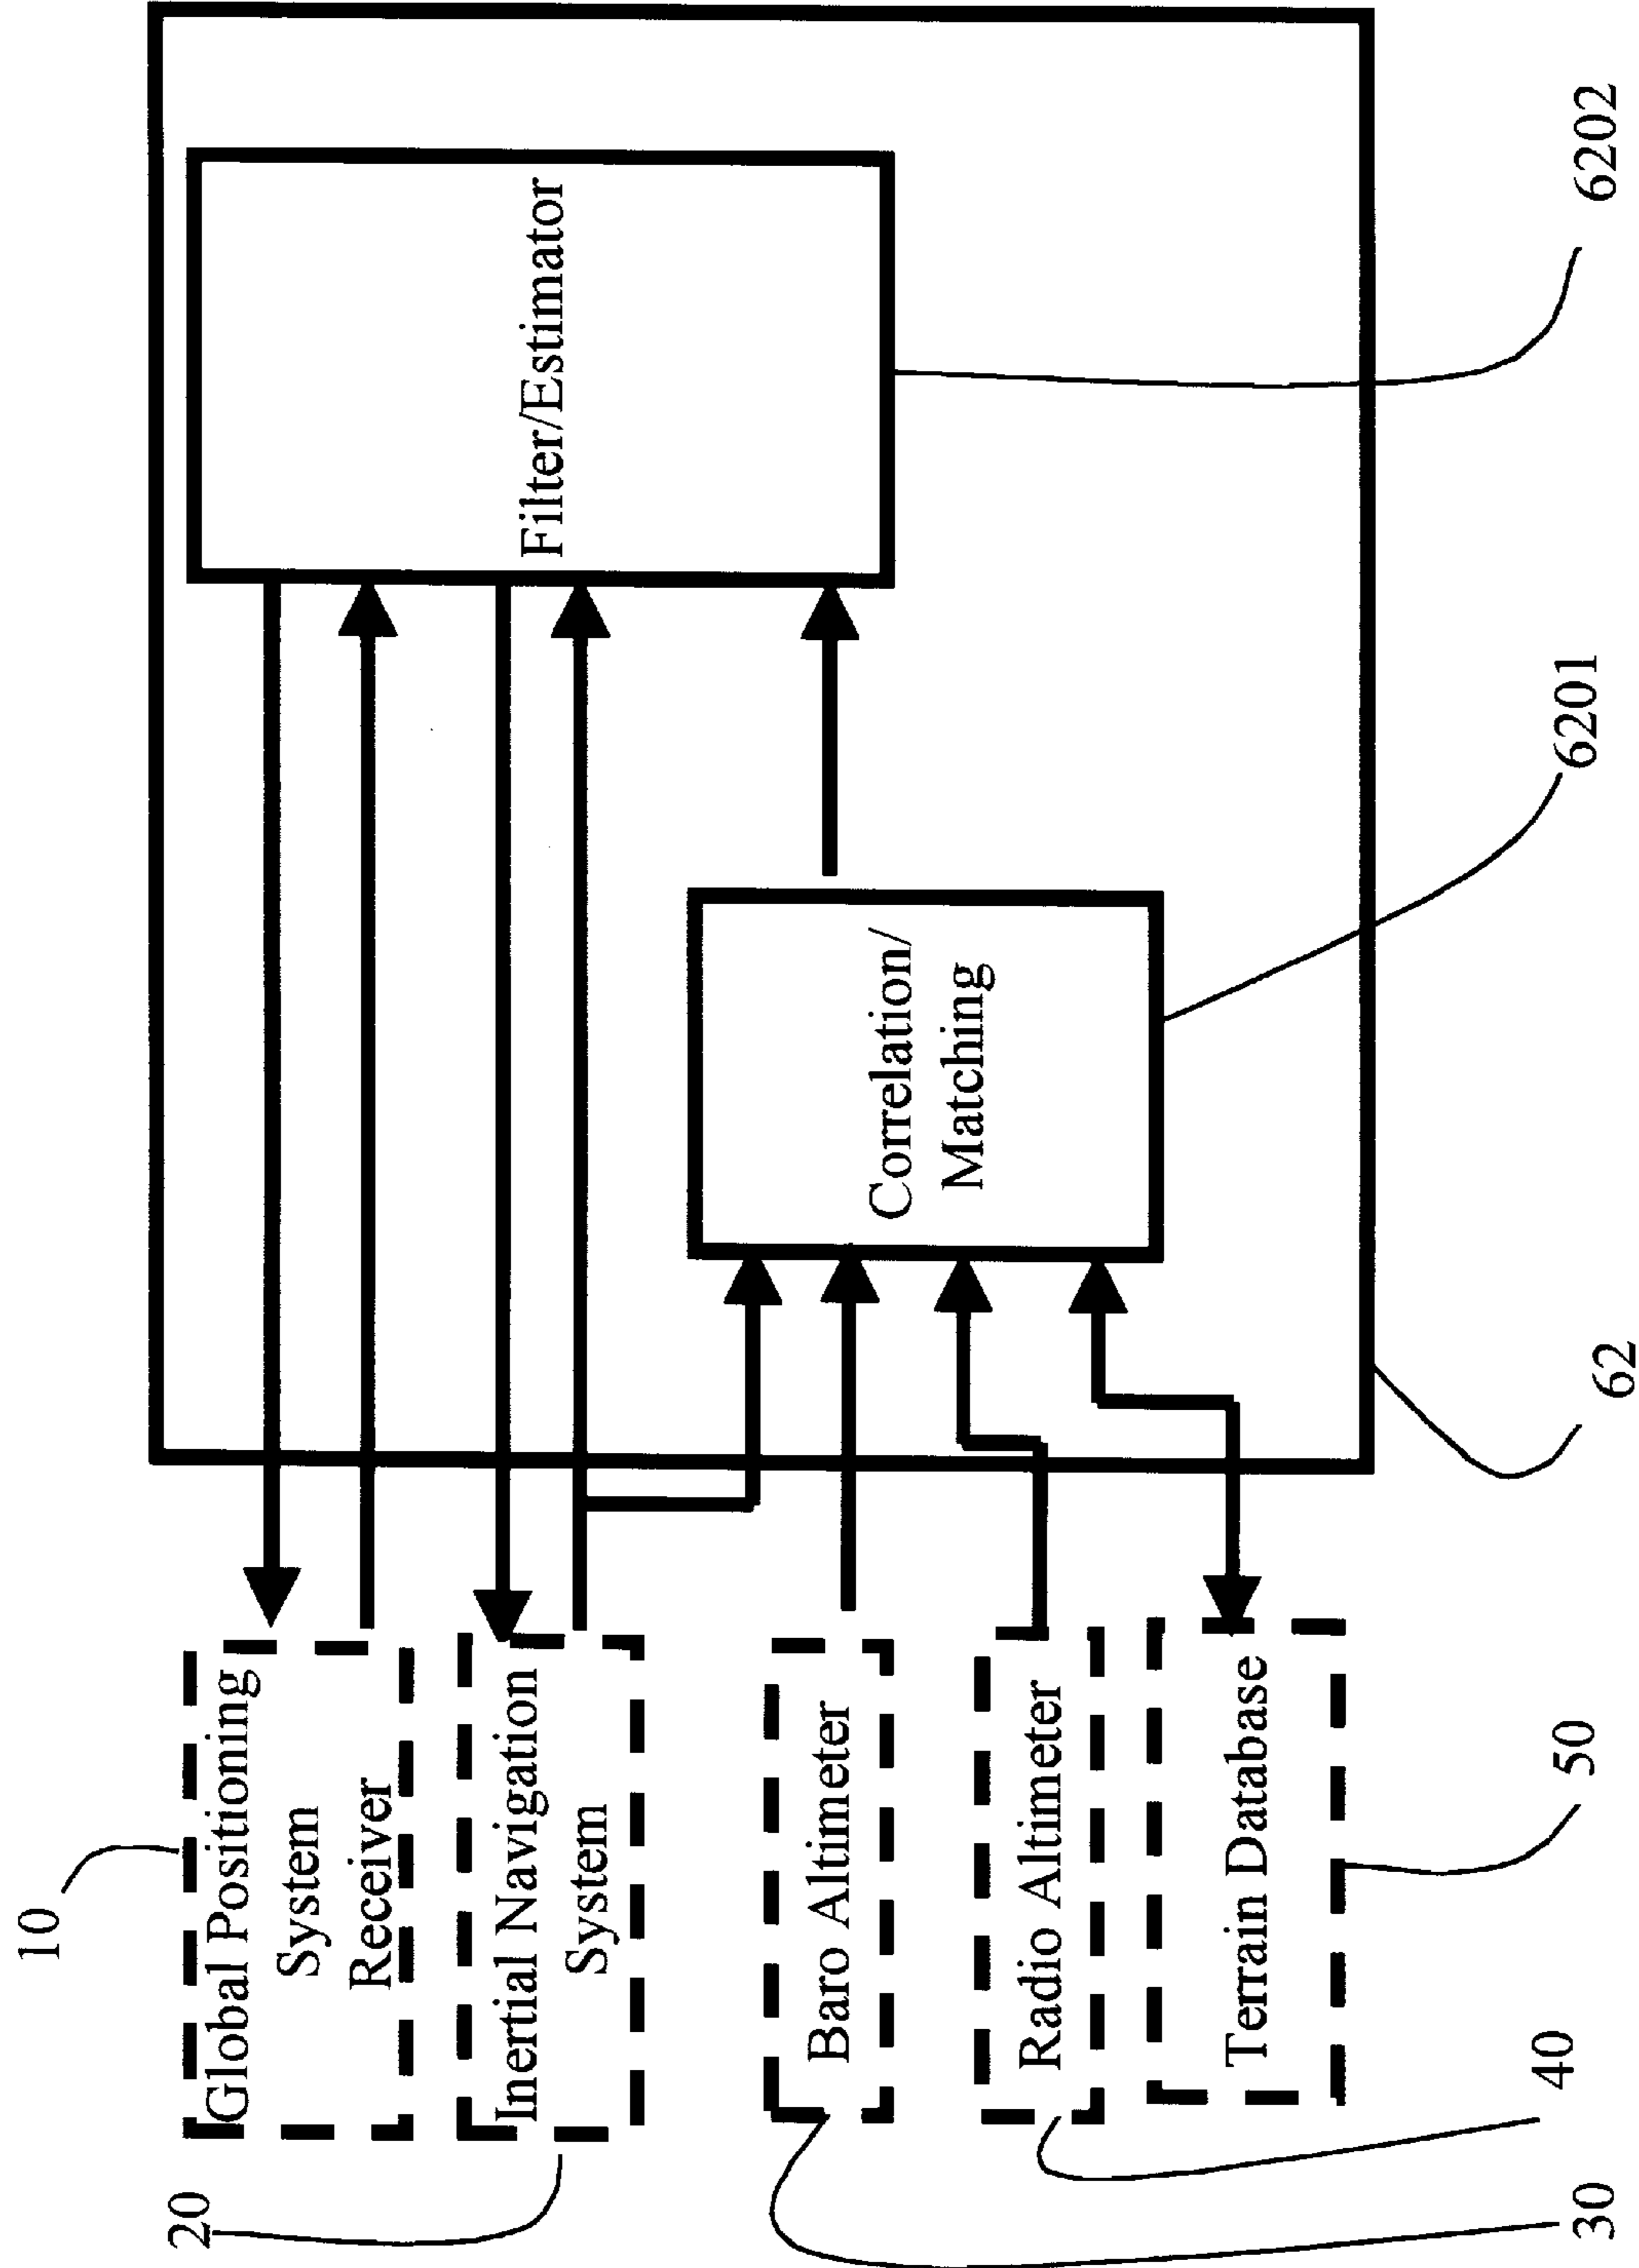 10
Global Positioning
System
Receiver
20
Inertial Navigation
System
Baro Altimeter
30
Radio Altimeter
40
Terrain Database
50
Correlation/
Matching
6201
Filter/Estimator
6202
62